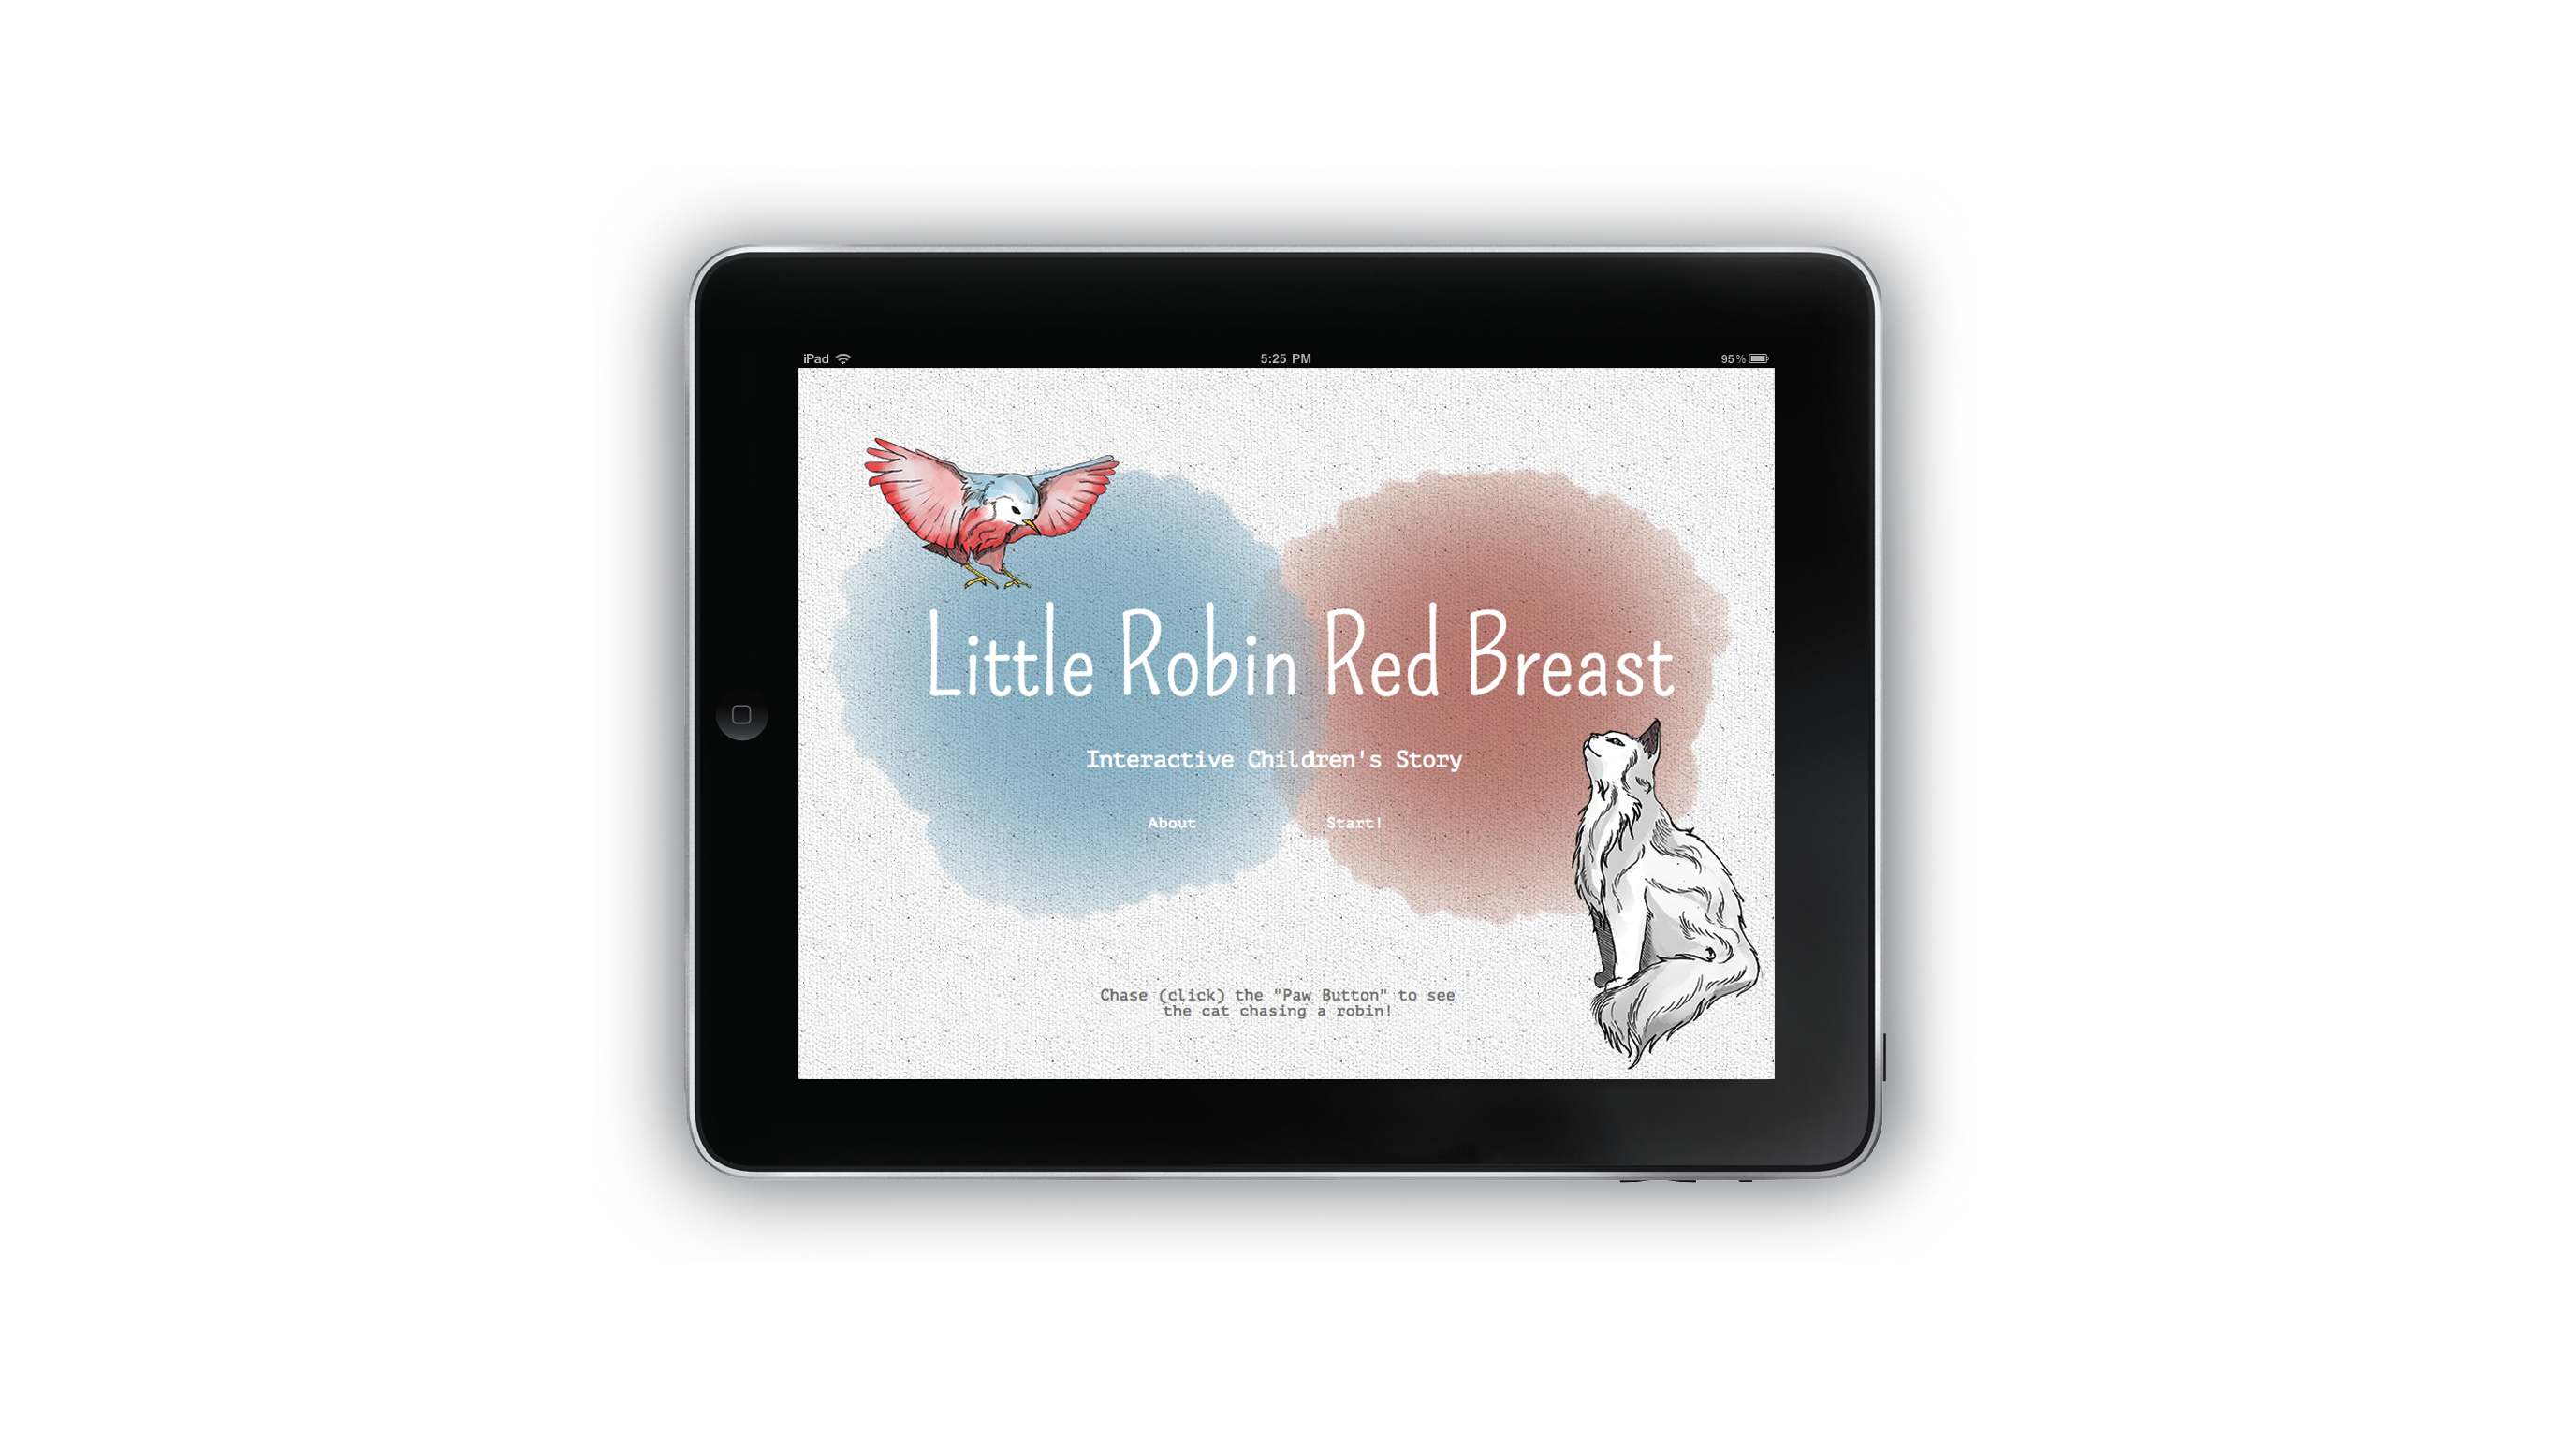 iPad 5:25 PM 95%
Little Robin Red Breast
Interactive Children's Story
About Start!
Chase (click) the "Paw Button" to see
the cat chasing a robin!